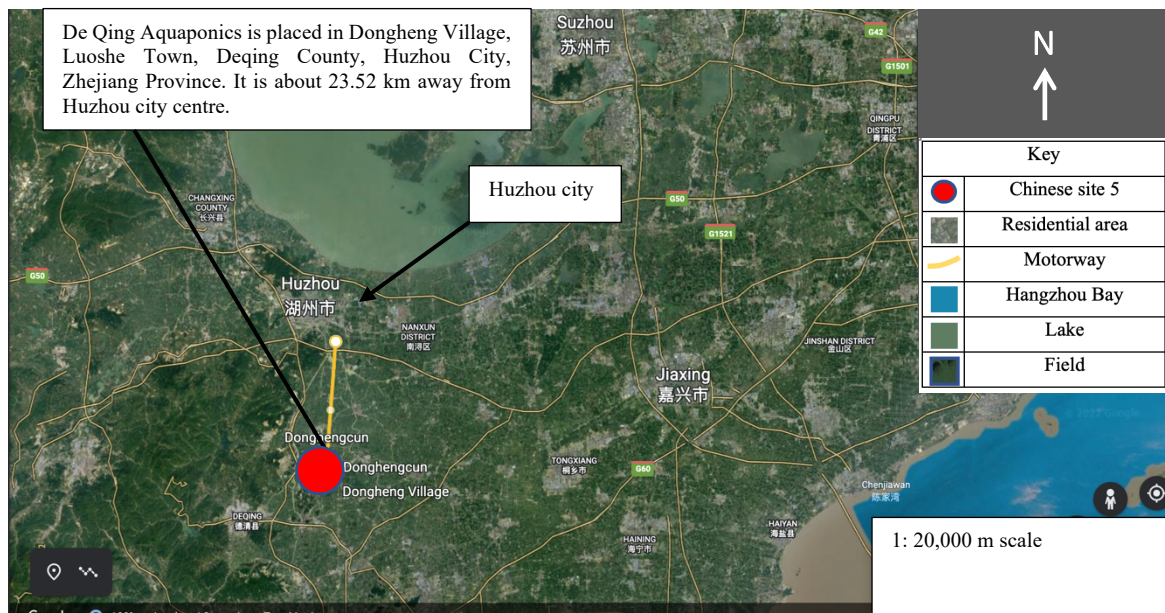 De Qing Aquaponics is placed in Dongheng Village,
Luoshe Town, Deqing County, Huzhou City,
Zhejiang Province. It is about 23.52 km away from
Huzhou city centre.
Suzhou
苏州市
G42
G1501
N
QINGPU
DISTRICT
青浦区
Key
Chinese site 5
Residential area
Motorway
Hangzhou Bay
Lake
Field
Huzhou city
CHANGXING
COUNTY
长兴县
G50
G1521
G50
Huzhou
湖州市
NANXUN
DISTRICT
南浔区
JINSHAN DISTRICT
金山区
Jiaxing
嘉兴市
© 2022 Google
Donghengcun
Donghengcun
Dongheng Village
TONGXIANG
桐乡市
G60
Chenjiawan
陈家湾
DEQING
德清县
HAIYAN
海盐县
HAINING
海宁市
1: 20,000 m scale